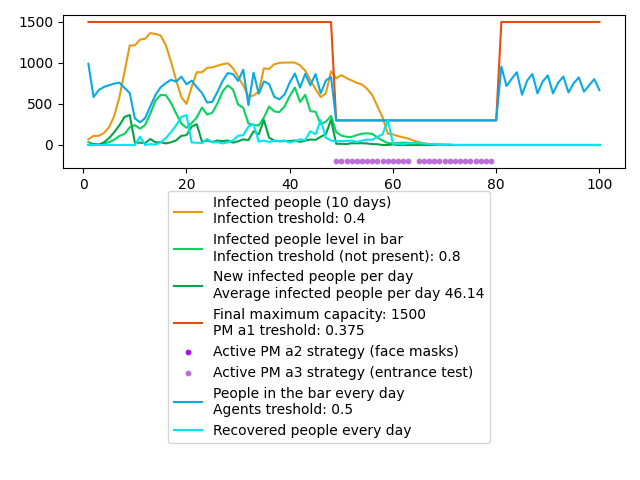 1500
1000
500
0
0 20 40 60 80 100
Infected people (10 days)
Infection treshold: 0.4
Infected people level in bar
Infection treshold (not present): 0.8
New infected people per day
Average infected people per day 46.14
Final maximum capacity: 1500
PM a1 treshold: 0.375
Active PM a2 strategy (face masks)
Active PM a3 strategy (entrance test)
People in the bar every day
Agents treshold: 0.5
Recovered people every day